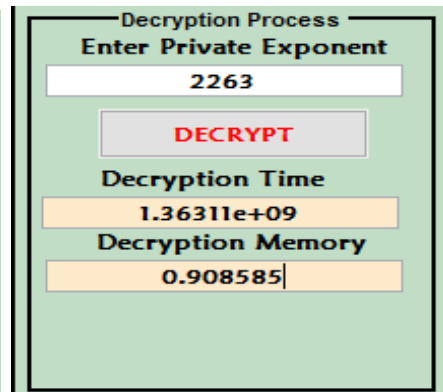 Decryption Process
Enter Private Exponent
2263
DECRYPT
Decryption Time
1.36311e+09
Decryption Memory
0.908585